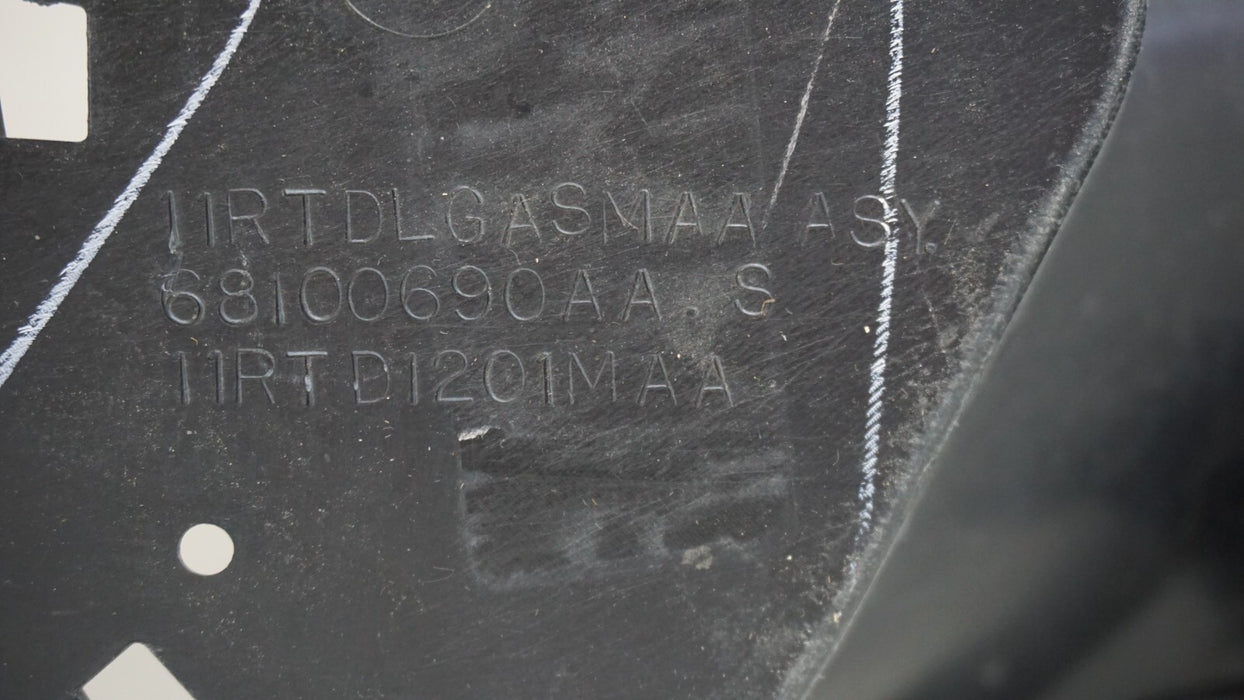 11RTDLGASMAA ASY.
68100690AA.S
11RTD1201MAA